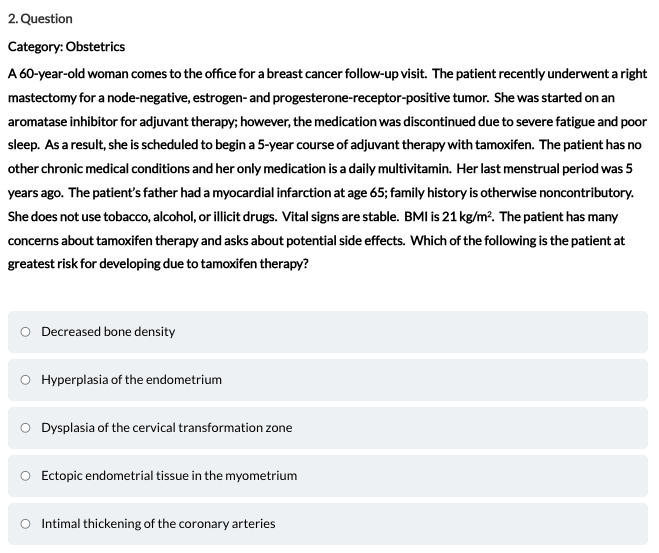 2. Question
Category: Obstetrics
A 60-year-old woman comes to the office for a breast cancer follow-up visit. The patient recently underwent a right
mastectomy for a node-negative, estrogen- and progesterone-receptor-positive tumor. She was started on an
aromatase inhibitor for adjuvant therapy; however, the medication was discontinued due to severe fatigue and poor
sleep. As a result, she is scheduled to begin a 5-year course of adjuvant therapy with tamoxifen. The patient has no
other chronic medical conditions and her only medication is a daily multivitamin. Her last menstrual period was 5
years ago. The patient's father had a myocardial infarction at age 65; family history is otherwise noncontributory.
She does not use tobacco, alcohol, or illicit drugs. Vital signs are stable. BMI is 21 kg/m². The patient has many
concerns about tamoxifen therapy and asks about potential side effects. Which of the following is the patient at
greatest risk for developing due to tamoxifen therapy?
Decreased bone density
Hyperplasia of the endometrium
Dysplasia of the cervical transformation zone
Ectopic endometrial tissue in the myometrium
Intimal thickening of the coronary arteries